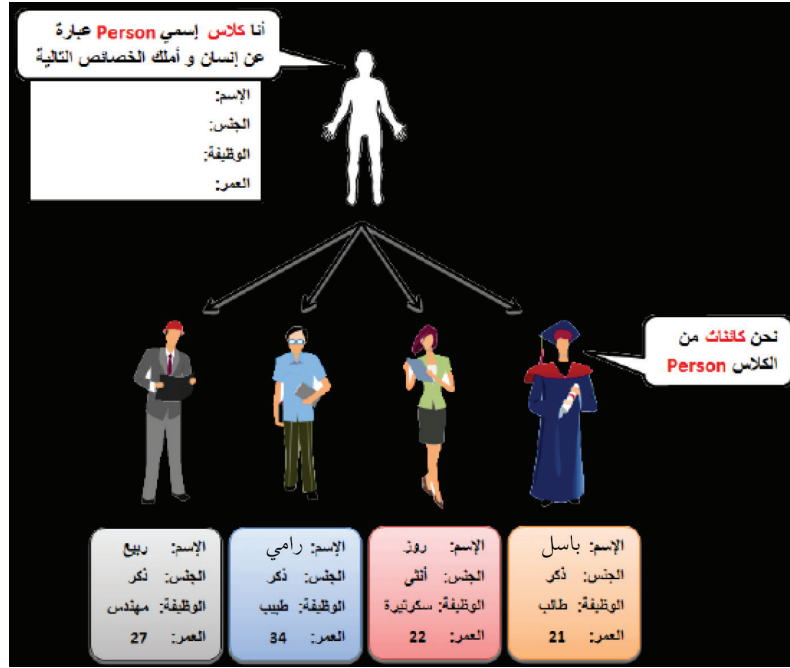 أنا كلاس إسمي Person عبارة
عن إنسان و أملك الخصائص التالية
الإسم:
الجنس:
الوظيفة:
العمر:
نحن كائنات من
الكلاس Person
الإسم: باسل
الجنس: ذكر
الوظيفة: طالب
العمر: 21
الإسم: روز
الجنس: أنثي
الوظيفة: سكرتيرة
العمر: 22
الإسم: رامي
الجنس: ذكر
الوظيفة: طبيب
العمر: 34
الإسم: ربيع
الجنس: ذكر
الوظيفة: مهندس
العمر: 27